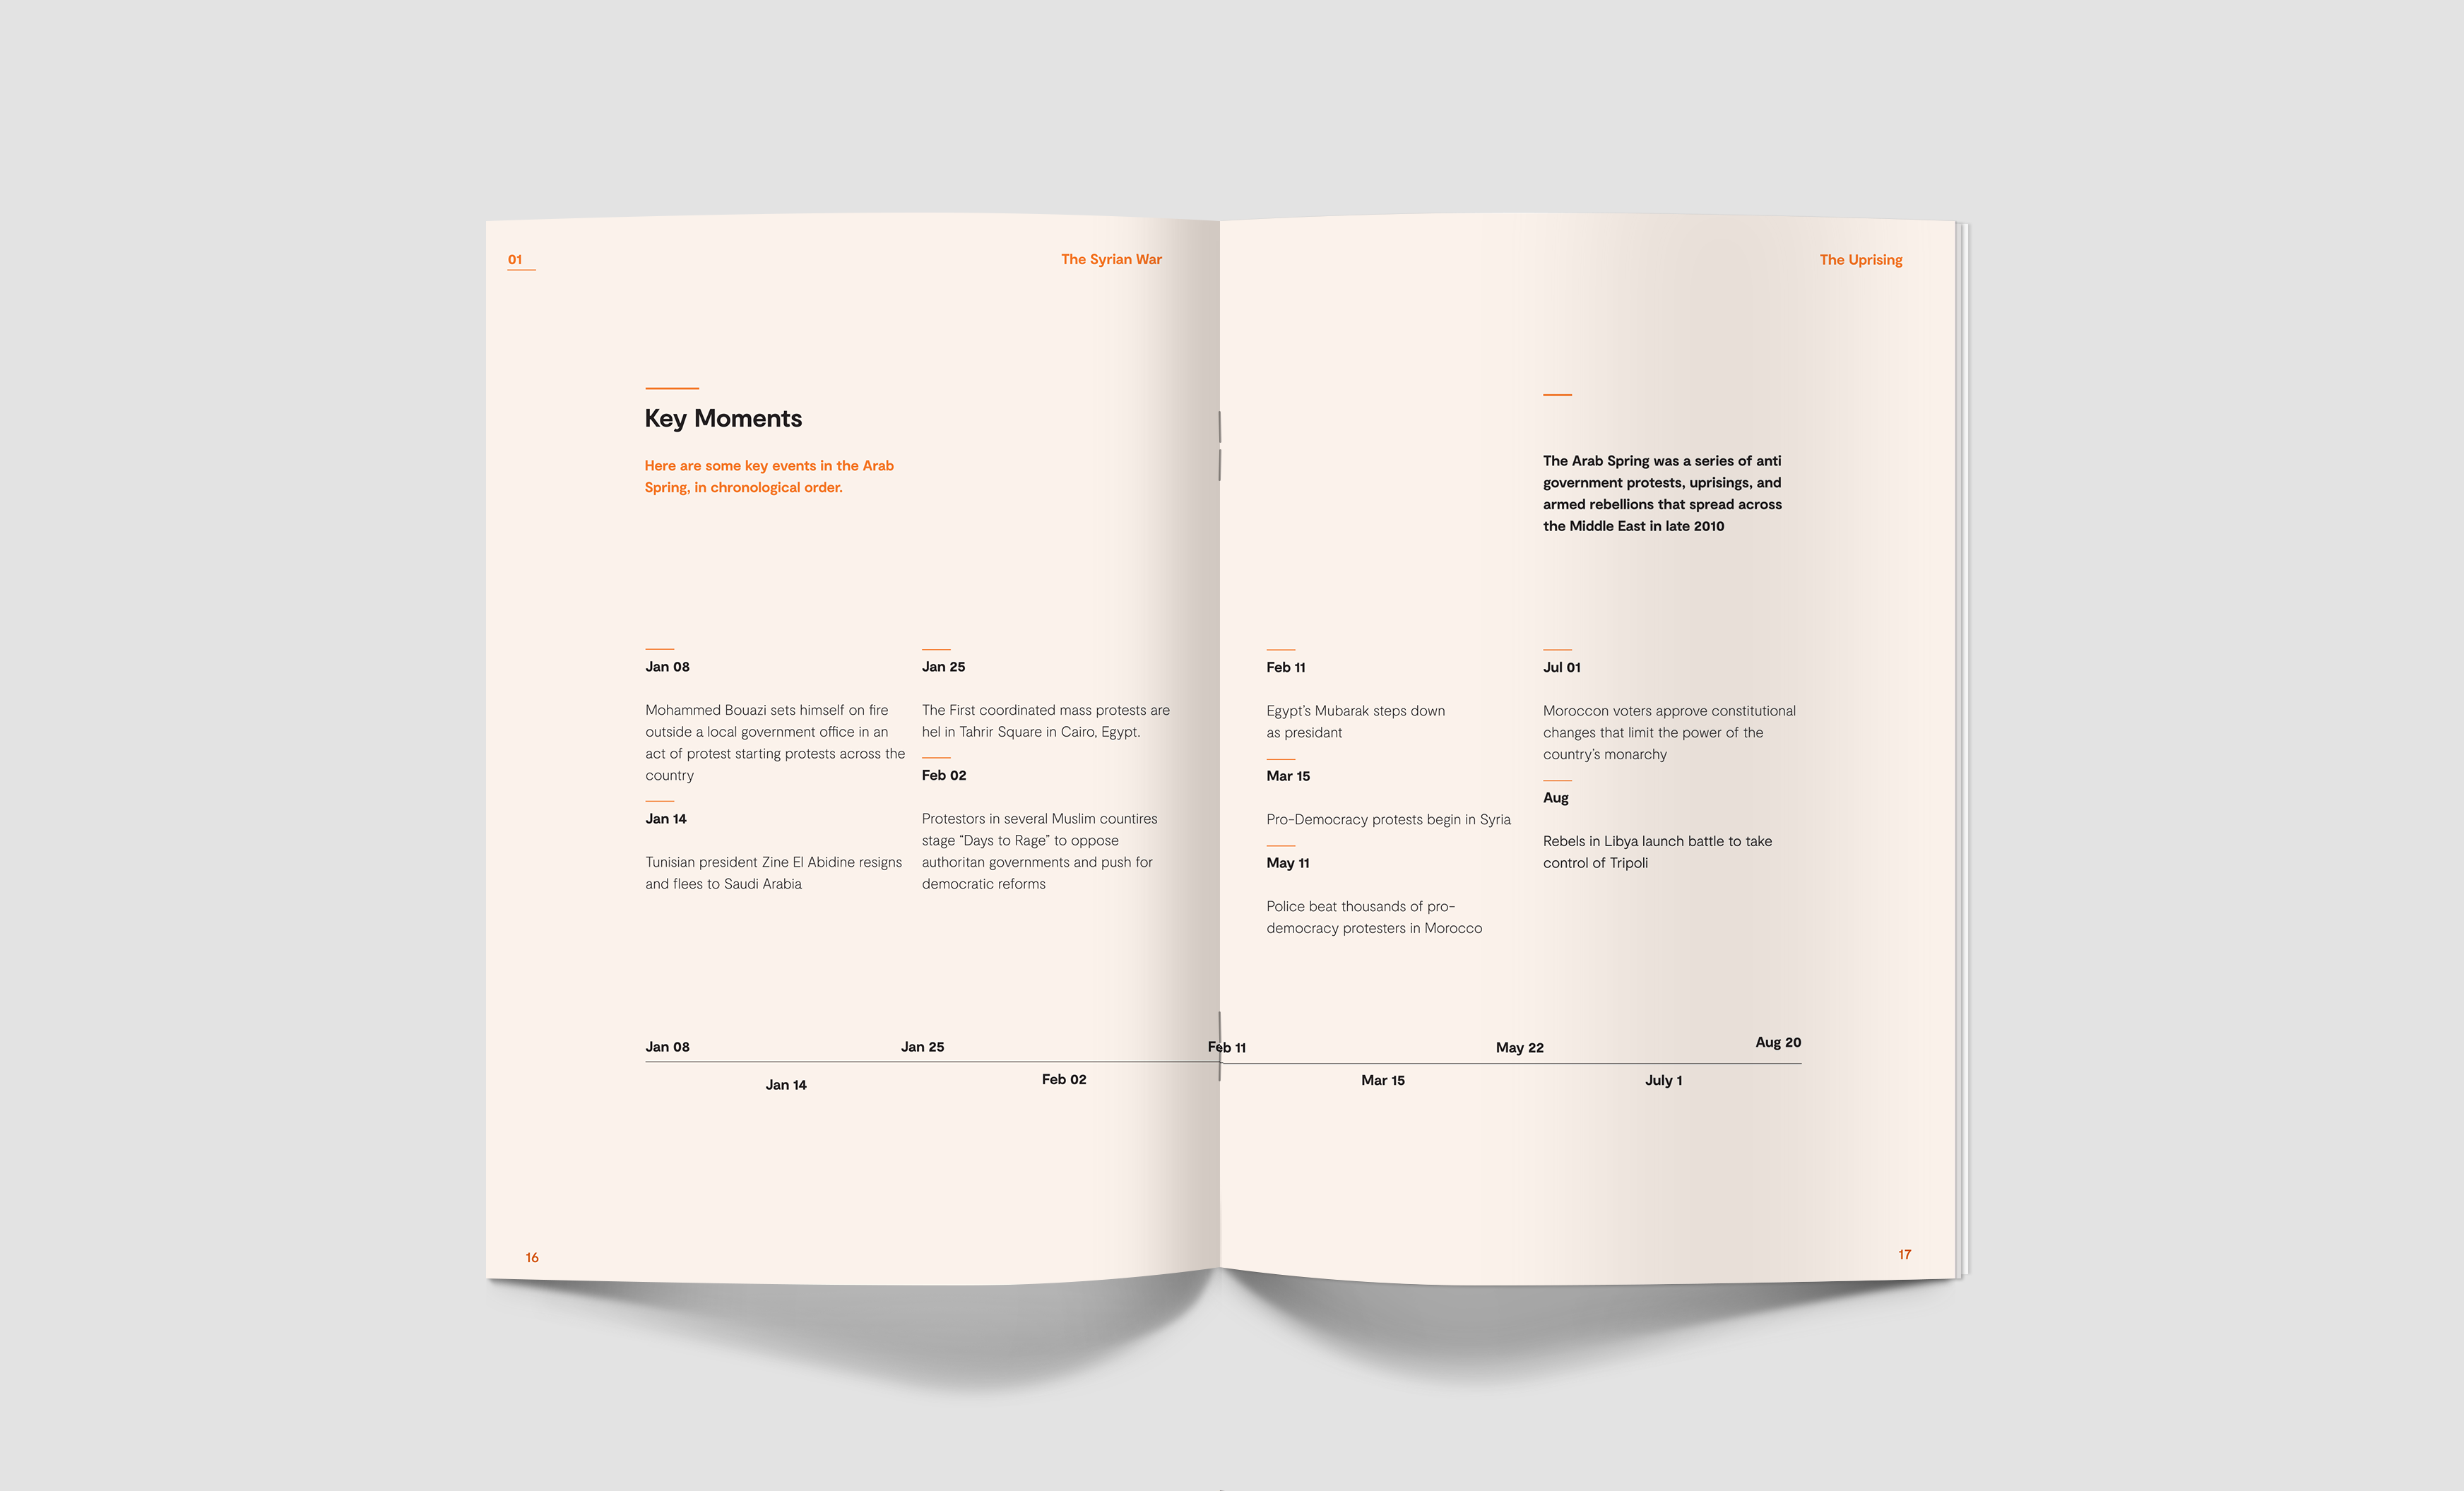 01
The Syrian War
Key Moments
Here are some key events in the Arab
Spring, in chronological order.
Jan 08
Mohammed Bouazi sets himself on fire
outside a local government office in an
act of protest starting protests across the
country
Jan 14
Tunisian president Zine El Abidine resigns
and flees to Saudi Arabia
Jan 25
The First coordinated mass protests are
hel in Tahrir Square in Cairo, Egypt.
Feb 02
Protestors in several Muslim countires
stage “Days to Rage” to oppose
authoritan governments and push for
democratic reforms
The Uprising
The Arab Spring was a series of anti
government protests, uprisings, and
armed rebellions that spread across
the Middle East in late 2010
Feb 11
Egypt’s Mubarak steps down
as presidant
Mar 15
Pro-Democracy protests begin in Syria
May 11
Police beat thousands of pro-
democracy protesters in Morocco
Jul 01
Moroccon voters approve constitutional
changes that limit the power of the
country’s monarchy
Aug
Rebels in Libya launch battle to take
control of Tripoli
Jan 08
Jan 14
Jan 25
Feb 02
Feb 11
Mar 15
May 22
July 1
Aug 20
16
17